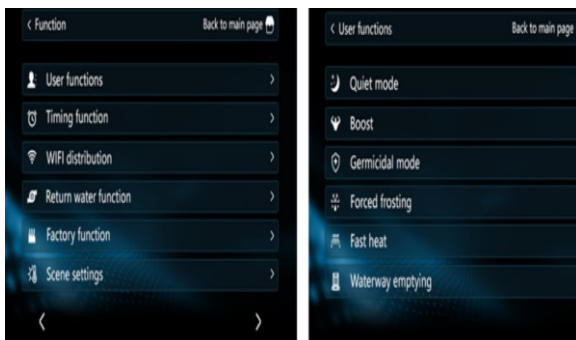 < Function Back to main page
User functions >
Timing function >
WIFI distribution >
Return water function >
Factory function >
Scene settings >
< >
< User functions Back to main page
Quiet mode
Boost
Germicidal mode
Forced frosting
Fast heat
Waterway emptying